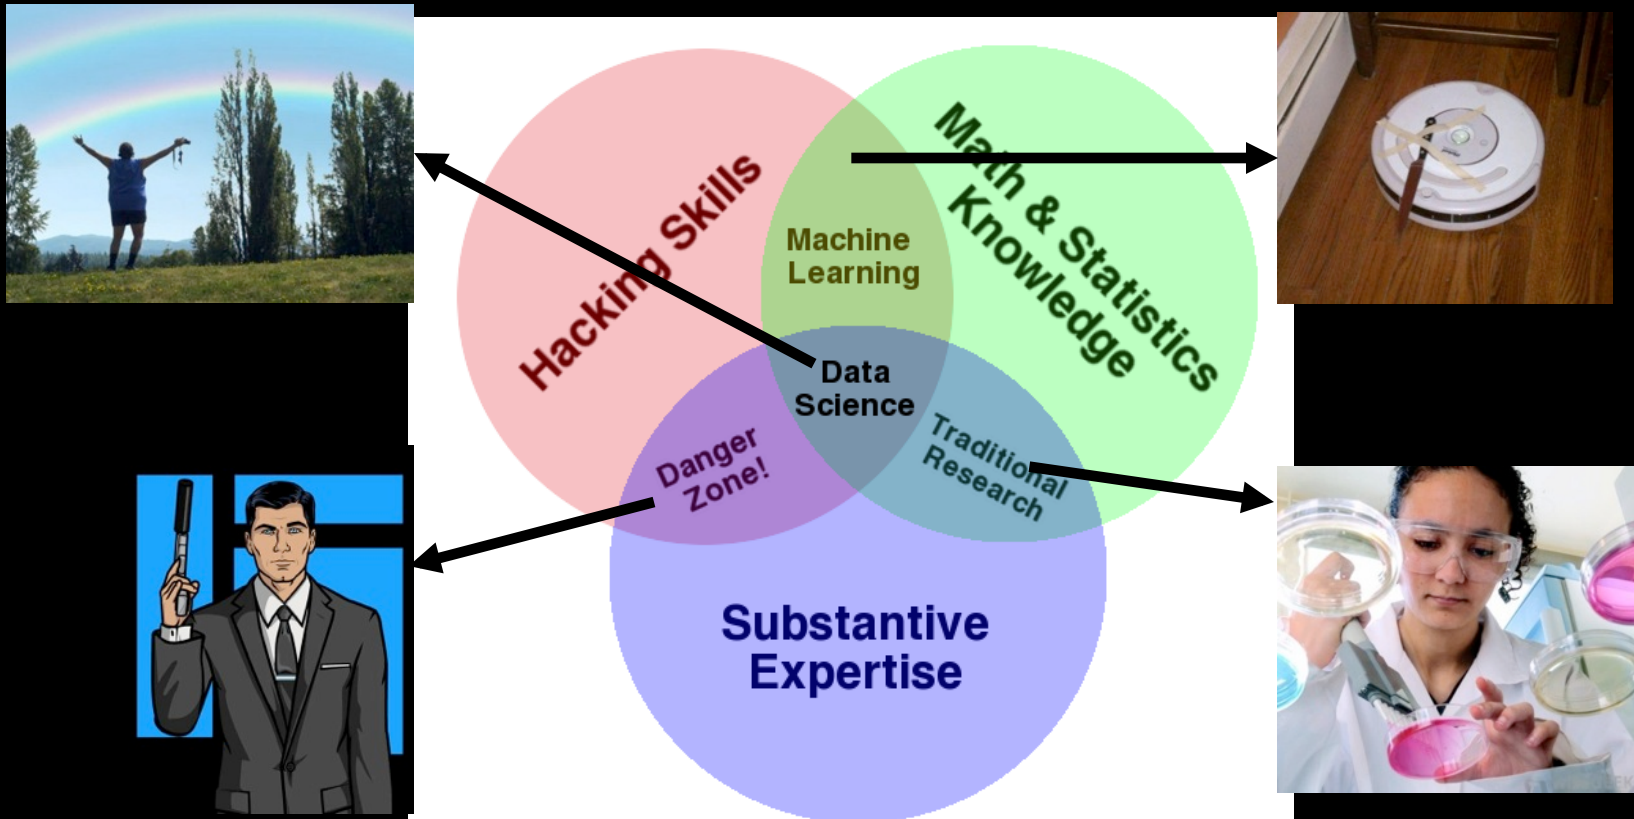 Hacking Skills
Math & Statistics
Knowledge
Machine
Learning
Data
Science
Danger
Zone!
Traditional
Research
Substantive
Expertise